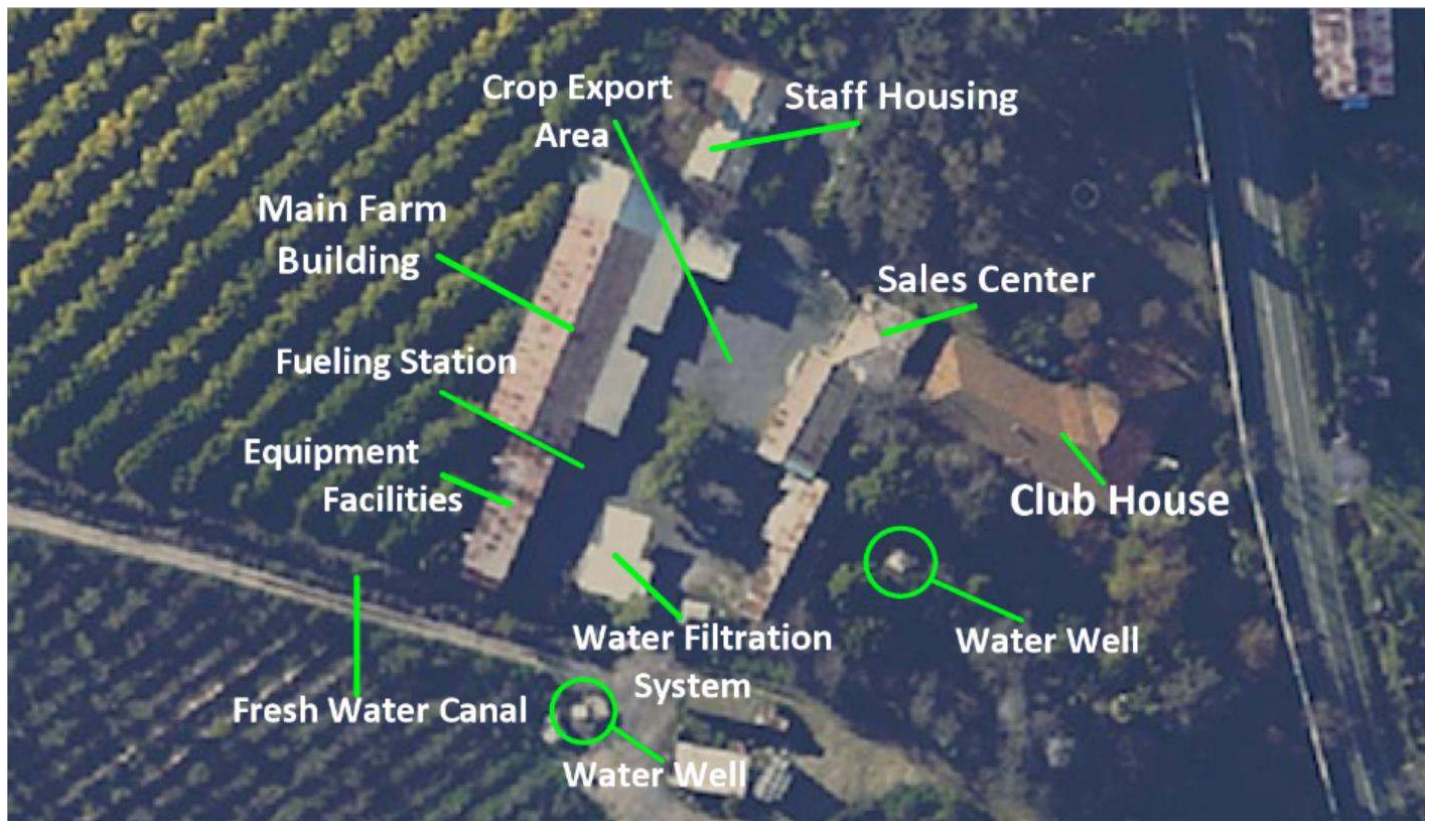 Crop Export
Area
Staff Housing
Main Farm
Building
Sales Center
Fueling Station
Equipment
Facilities
Club House
Water Filtration
System
Water Well
Fresh Water Canal
Water Well